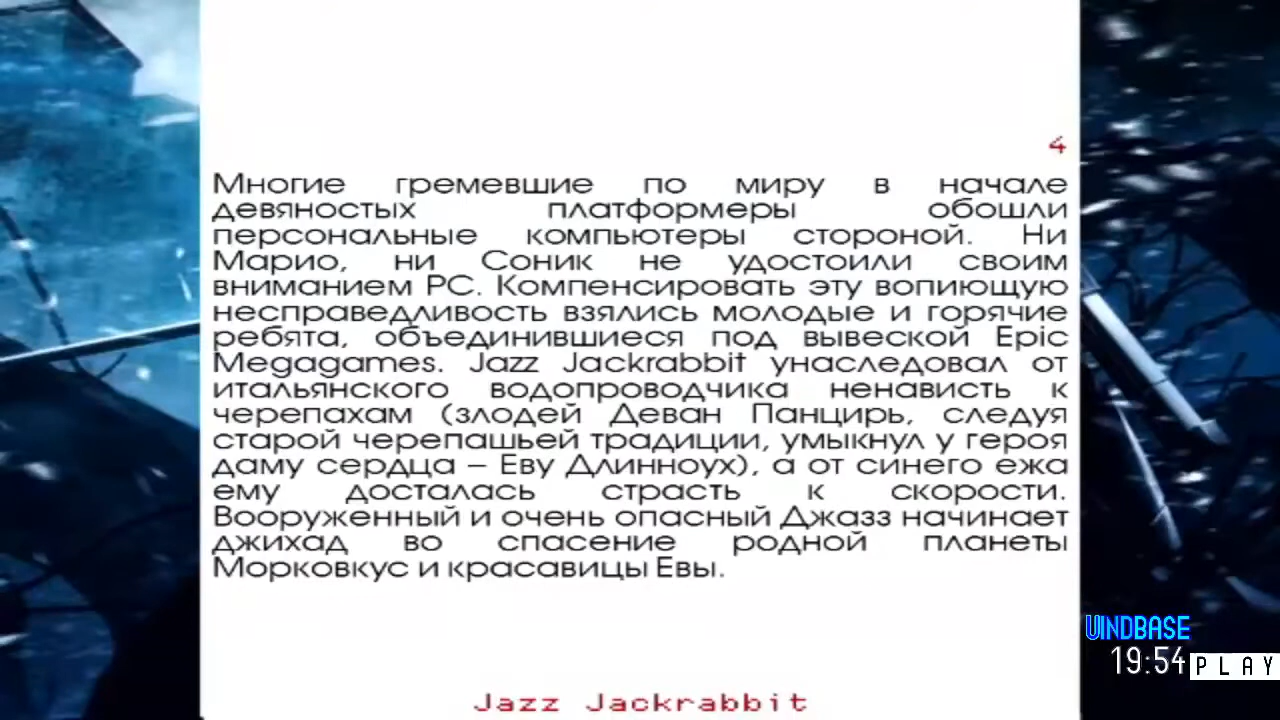 4
Многие гремевшие по миру в начале
девяностых платформеры обошли
персональные компьютеры стороной. Ни
Марио, ни Соник не удостоили своим
вниманием PC. Компенсировать эту вопиющую
несправедливость взялись молодые и горячие
ребята, объединившиеся под вывеской Epic
Megagames. Jazz Jackrabbit унаследовал от
итальянского водопроводчика ненависть к
черепахам (злодей Деван Панцирь, следуя
старой черепашьей традиции, умыкнул у героя
даму сердца – Еву Длинноух), а от синего ежа
ему досталась страсть к скорости.
Вооруженный и очень опасный Джазз начинает
джихад во спасение родной планеты
Морковкус и красавицы Евы.
UINDBASE
19:54 PLAY
Jazz Jackrabbit